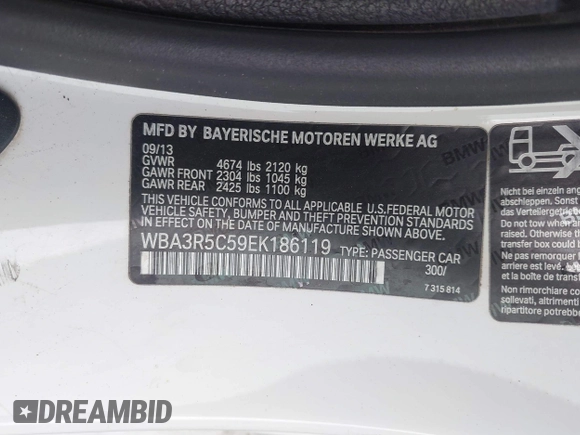 MFD BY BAYERISCHE MOTOREN WERKE AG
09/13
GVWR 4674 lbs 2120 kg
GAWR FRONT 2304 lbs 1045 kg
GAWR REAR 2425 lbs 1100 kg
THIS VEHICLE CONFORMS TO ALL APPLICABLE U.S.FEDERAL MOTOR
VEHICLE SAFETY, BUMPER AND THEFT PREVENTION STANDARDS
IN EFFECT ON THE DATE OF MANUFACTURE SHOWN ABOVE.
WBA3R5C59EK186119 TYPE: PASSENGER CAR
300/
7 315 814
Nicht bei einzeln ang
abschleppen. Sonst
das Verteilergetriebe
Do not tow when an
raised, or
transfer box could b
Ne pas remorquer
arrière est levé.
et la boîte de transfe
Non rimorchiare co
sollevati, altrimenti
ripartitore potrebbe
DREAMBID